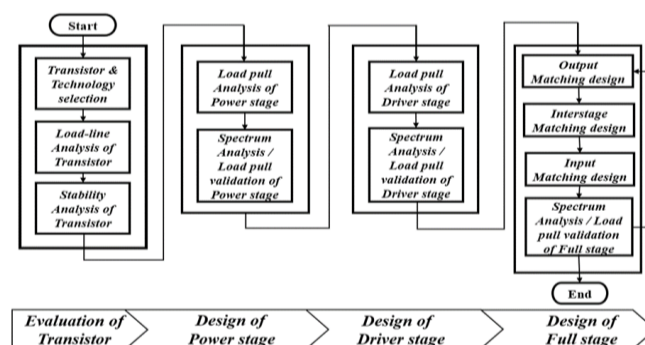 Start
Transistor &
Technology
selection
Load-line
Analysis of
Transistor
Stability
Analysis of
Transistor
Load pull
Analysis of
Power stage
Spectrum
Analysis /
Load pull
validation of
Power stage
Load pull
Analysis of
Driver stage
Spectrum
Analysis /
Load pull
validation of
Driver stage
Output
Matching design
Interstage
Matching design
Input
Matching design
Spectrum
Analysis / Load
pull validation
of Full stage
End
Evaluation of
Transistor
Design of
Power stage
Design of
Driver stage
Design of
Full stage